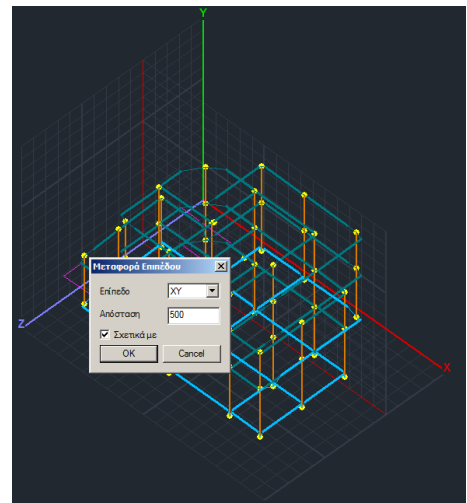 Y
Μεταφορά Επιπέδου
Επίπεδο XY
Απόσταση 500
Σχετικά με
OK Cancel
Z
X